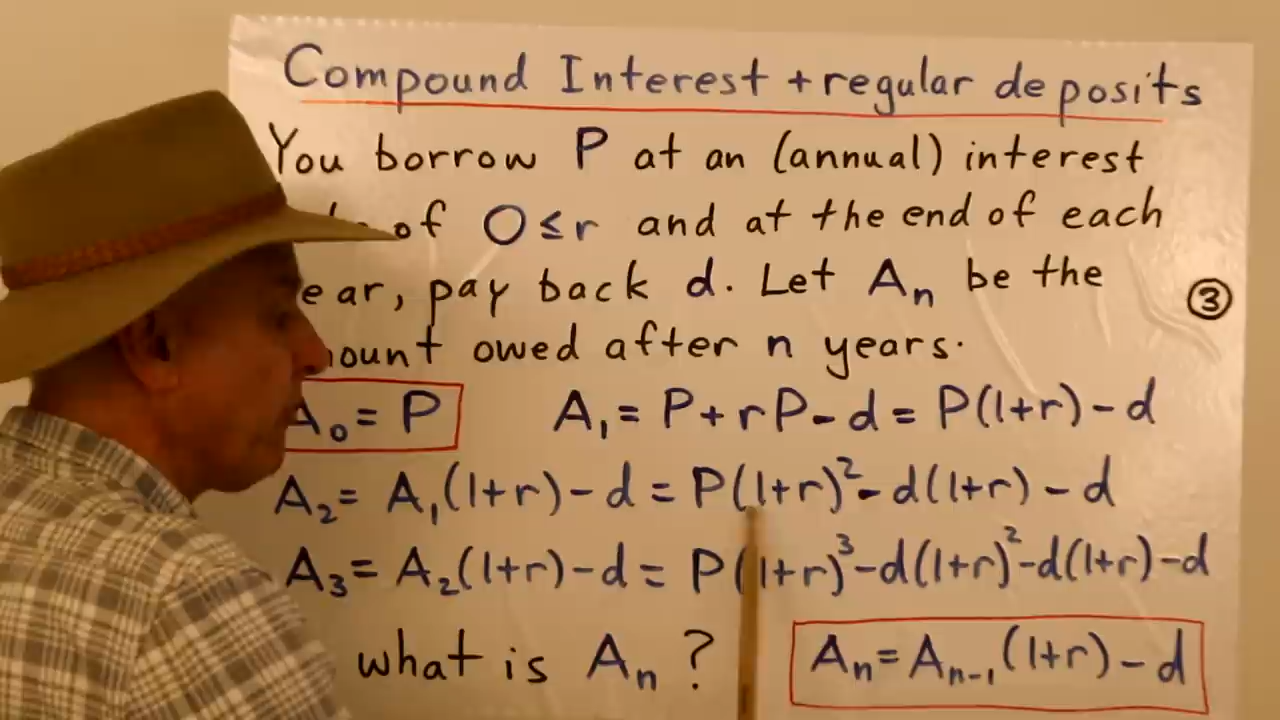 Compound Interest + regular deposits
You borrow P at an (annual) interest
of 0 ≤ r and at the end of each
ear, pay back d. Let Aₙ be the
ount owed after n years.
A₀ = P A₁ = P + rP - d = P(1+r) - d
A₂ = A₁(1+r) - d = P(1+r)² - d(1+r) - d
A₃ = A₂(1+r) - d = P(1+r)³ - d(1+r)² - d(1+r) - d
what is Aₙ ? Aₙ = Aₙ₋₁(1+r) - d
③